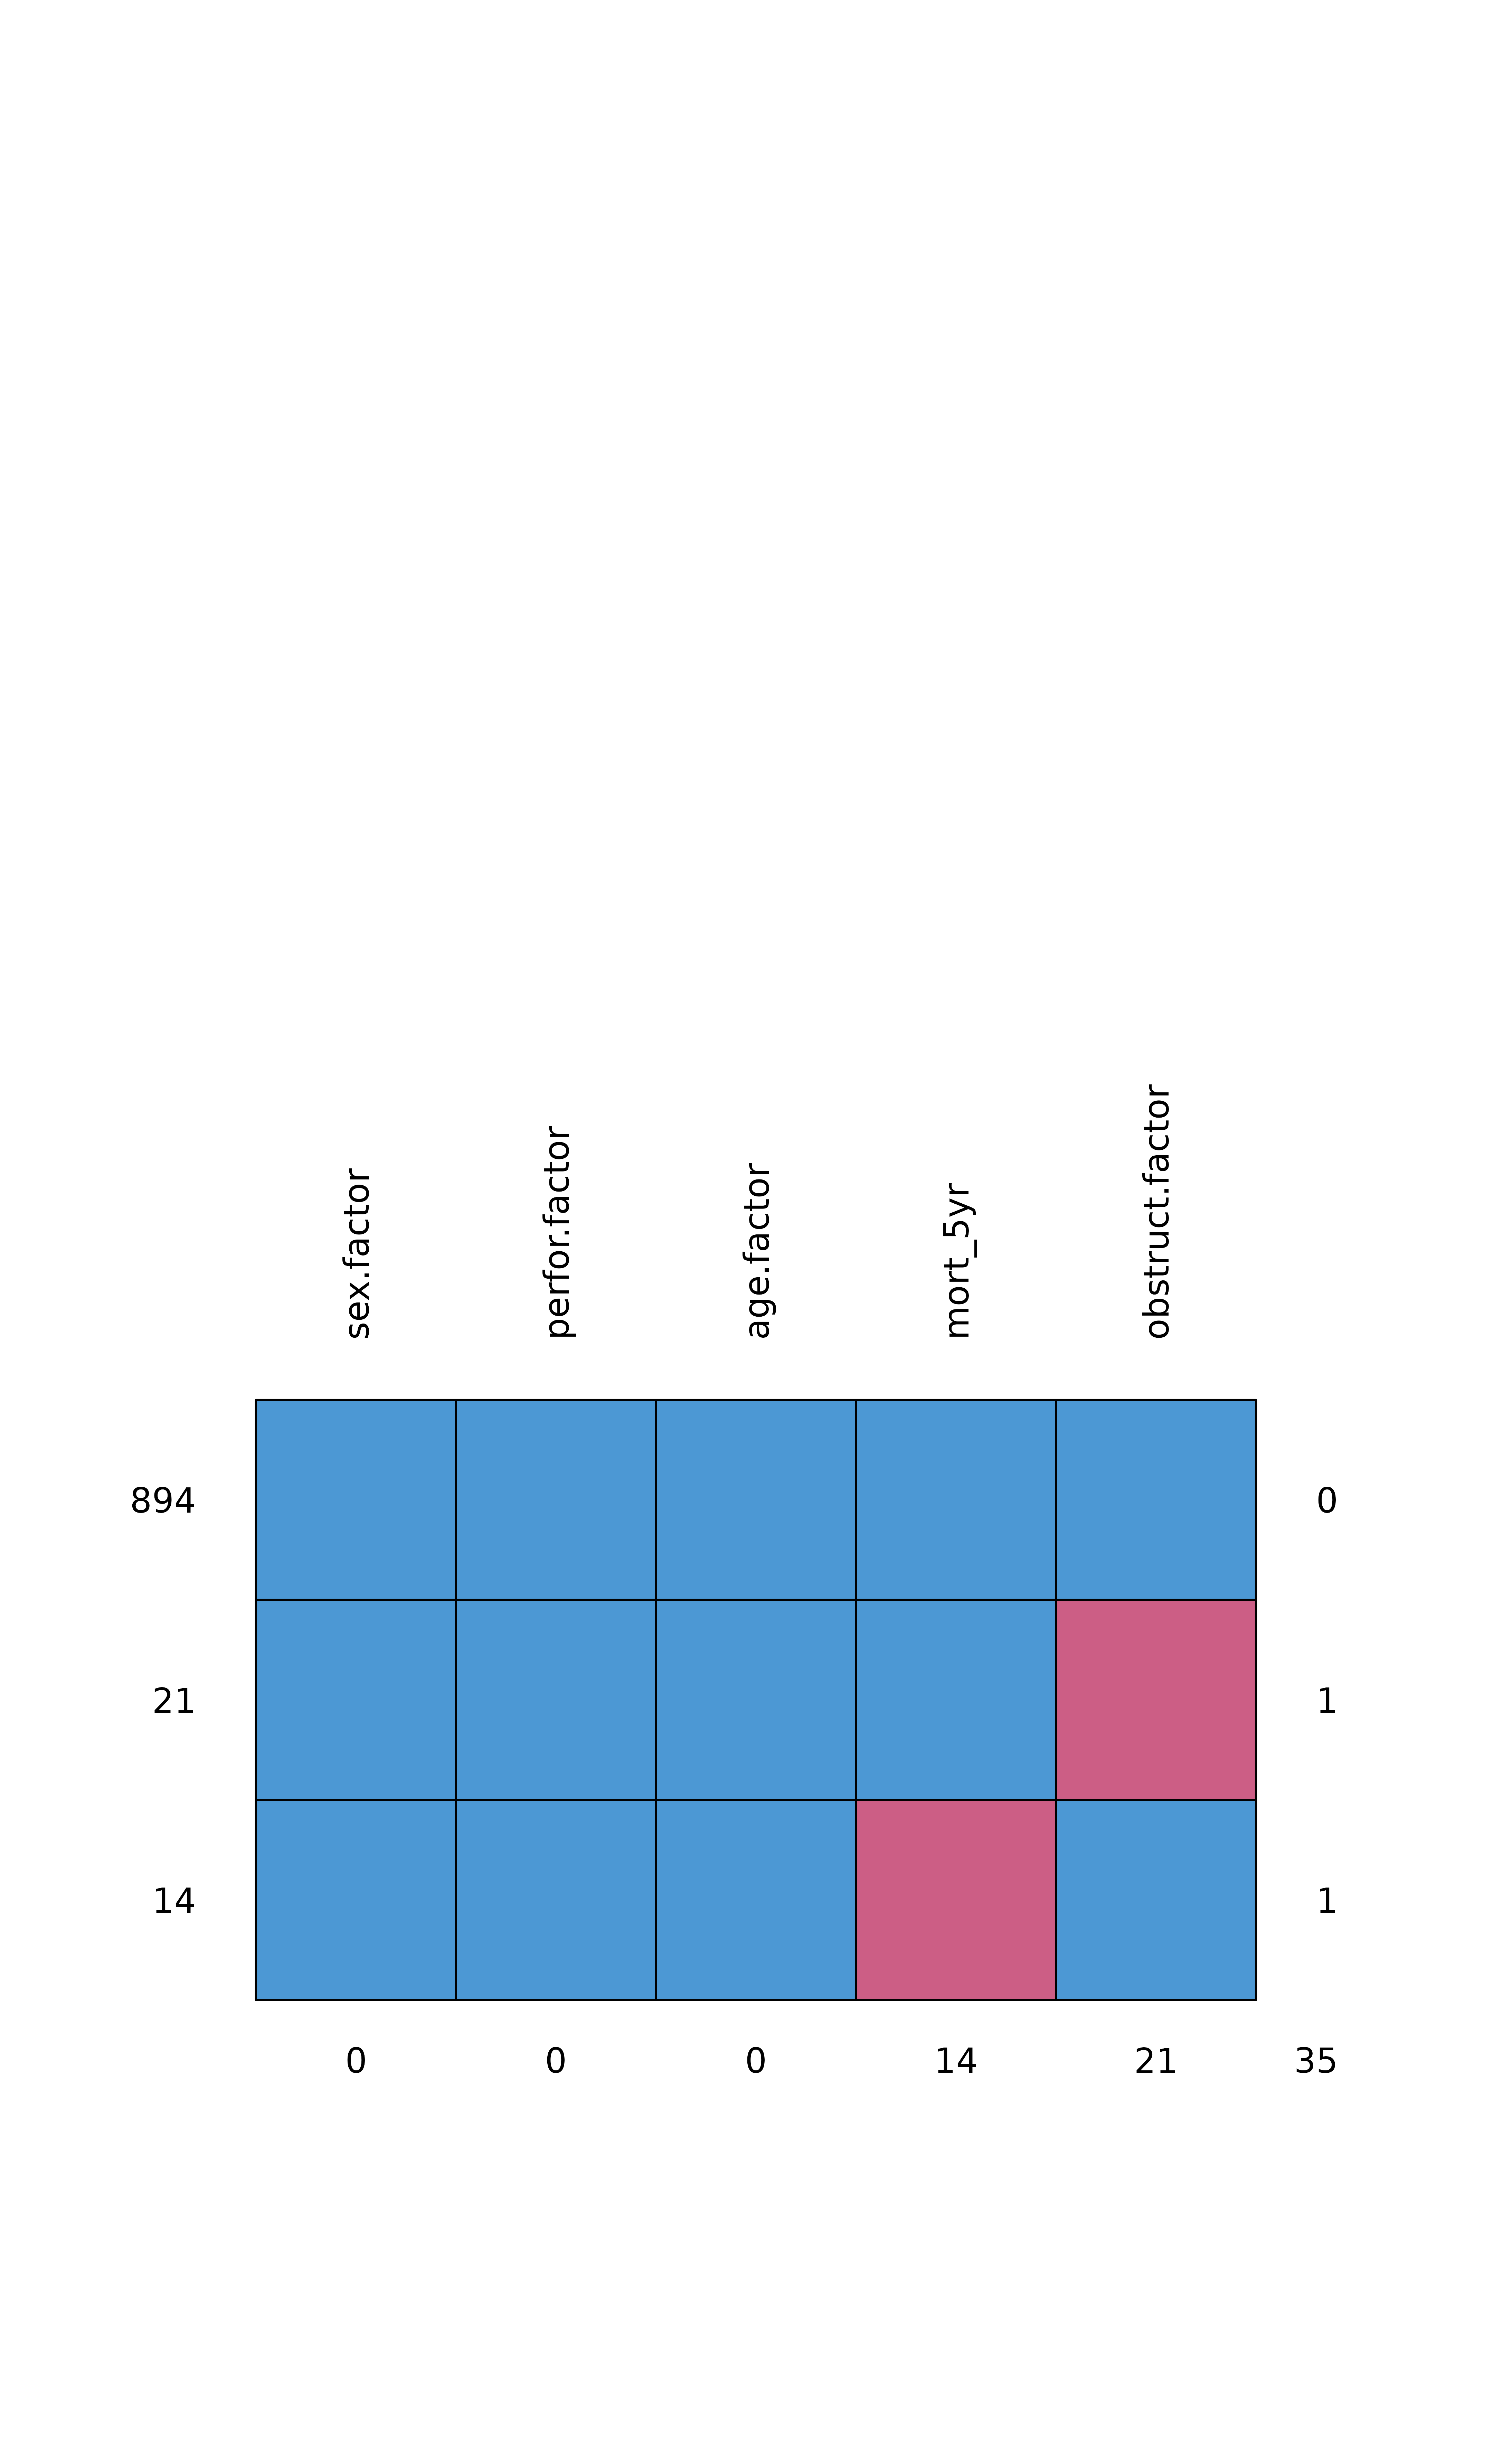 sex.factor
perfor.factor
age.factor
mort_5yr
obstruct.factor
894 0
21 1
14 1
0 0 0 14 21 35